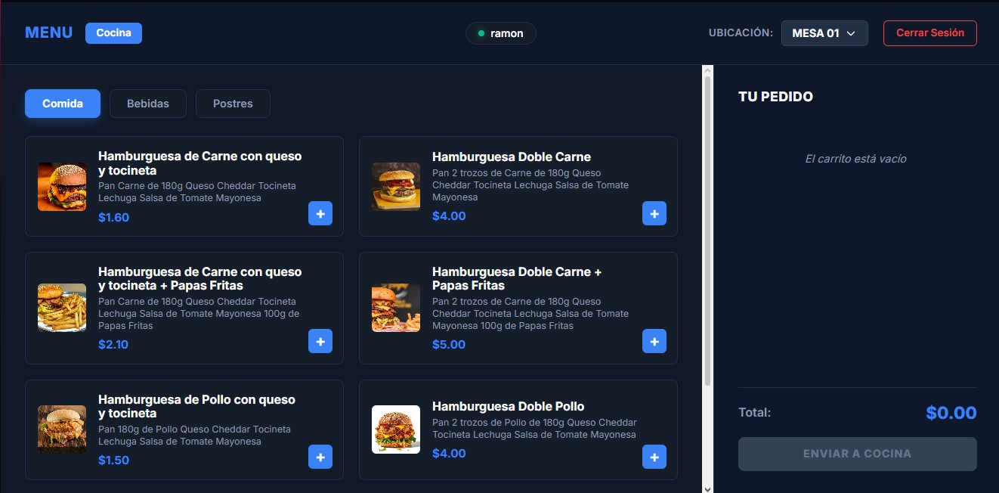 MENU
Cocina
ramon
UBICACIÓN:
MESA 01
Cerrar Sesión
Comida
Bebidas
Postres
Hamburguesa de Carne con queso
y tocineta
Pan Carne de 180g Queso Cheddar Tocineta
Lechuga Salsa de Tomate Mayonesa
$1.60
+
Hamburguesa Doble Carne
Pan 2 trozos de Carne de 180g Queso
Cheddar Tocineta Lechuga Salsa de Tomate
Mayonesa
$4.00
+
Hamburguesa de Carne con queso
y tocineta + Papas Fritas
Pan Carne de 180g Queso Cheddar Tocineta
Lechuga Salsa de Tomate Mayonesa 100g de
Papas Fritas
$2.10
+
Hamburguesa Doble Carne +
Papas Fritas
Pan 2 trozos de Carne de 180g Queso
Cheddar Tocineta Lechuga Salsa de Tomate
Mayonesa 100g de Papas Fritas
$5.00
+
Hamburguesa de Pollo con queso
y tocineta
Pan 180g de Pollo Queso Cheddar Tocineta
Lechuga Salsa de Tomate Mayonesa
$1.50
+
Hamburguesa Doble Pollo
Pan 2 trozos de Pollo de 180g Queso Cheddar
Tocineta Lechuga Salsa de Tomate Mayonesa
$4.00
+
TU PEDIDO
El carrito está vacío
Total:
$0.00
ENVIAR A COCINA